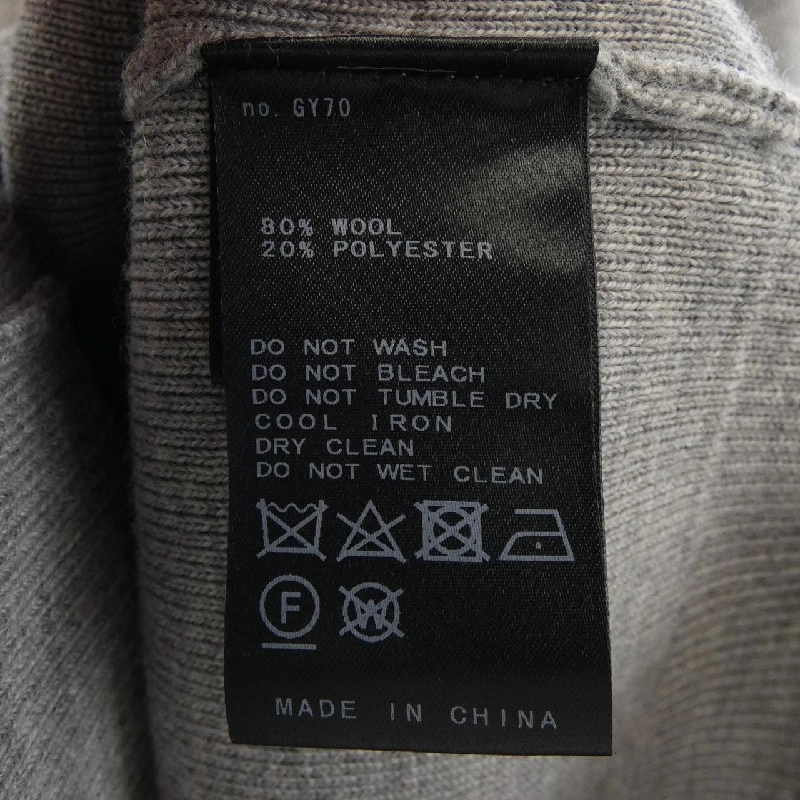 no. GY70
80% WOOL
20% POLYESTER
DO NOT WASH
DO NOT BLEACH
DO NOT TUMBLE DRY
COOL IRON
DRY CLEAN
DO NOT WET CLEAN
F W
MADE IN CHINA